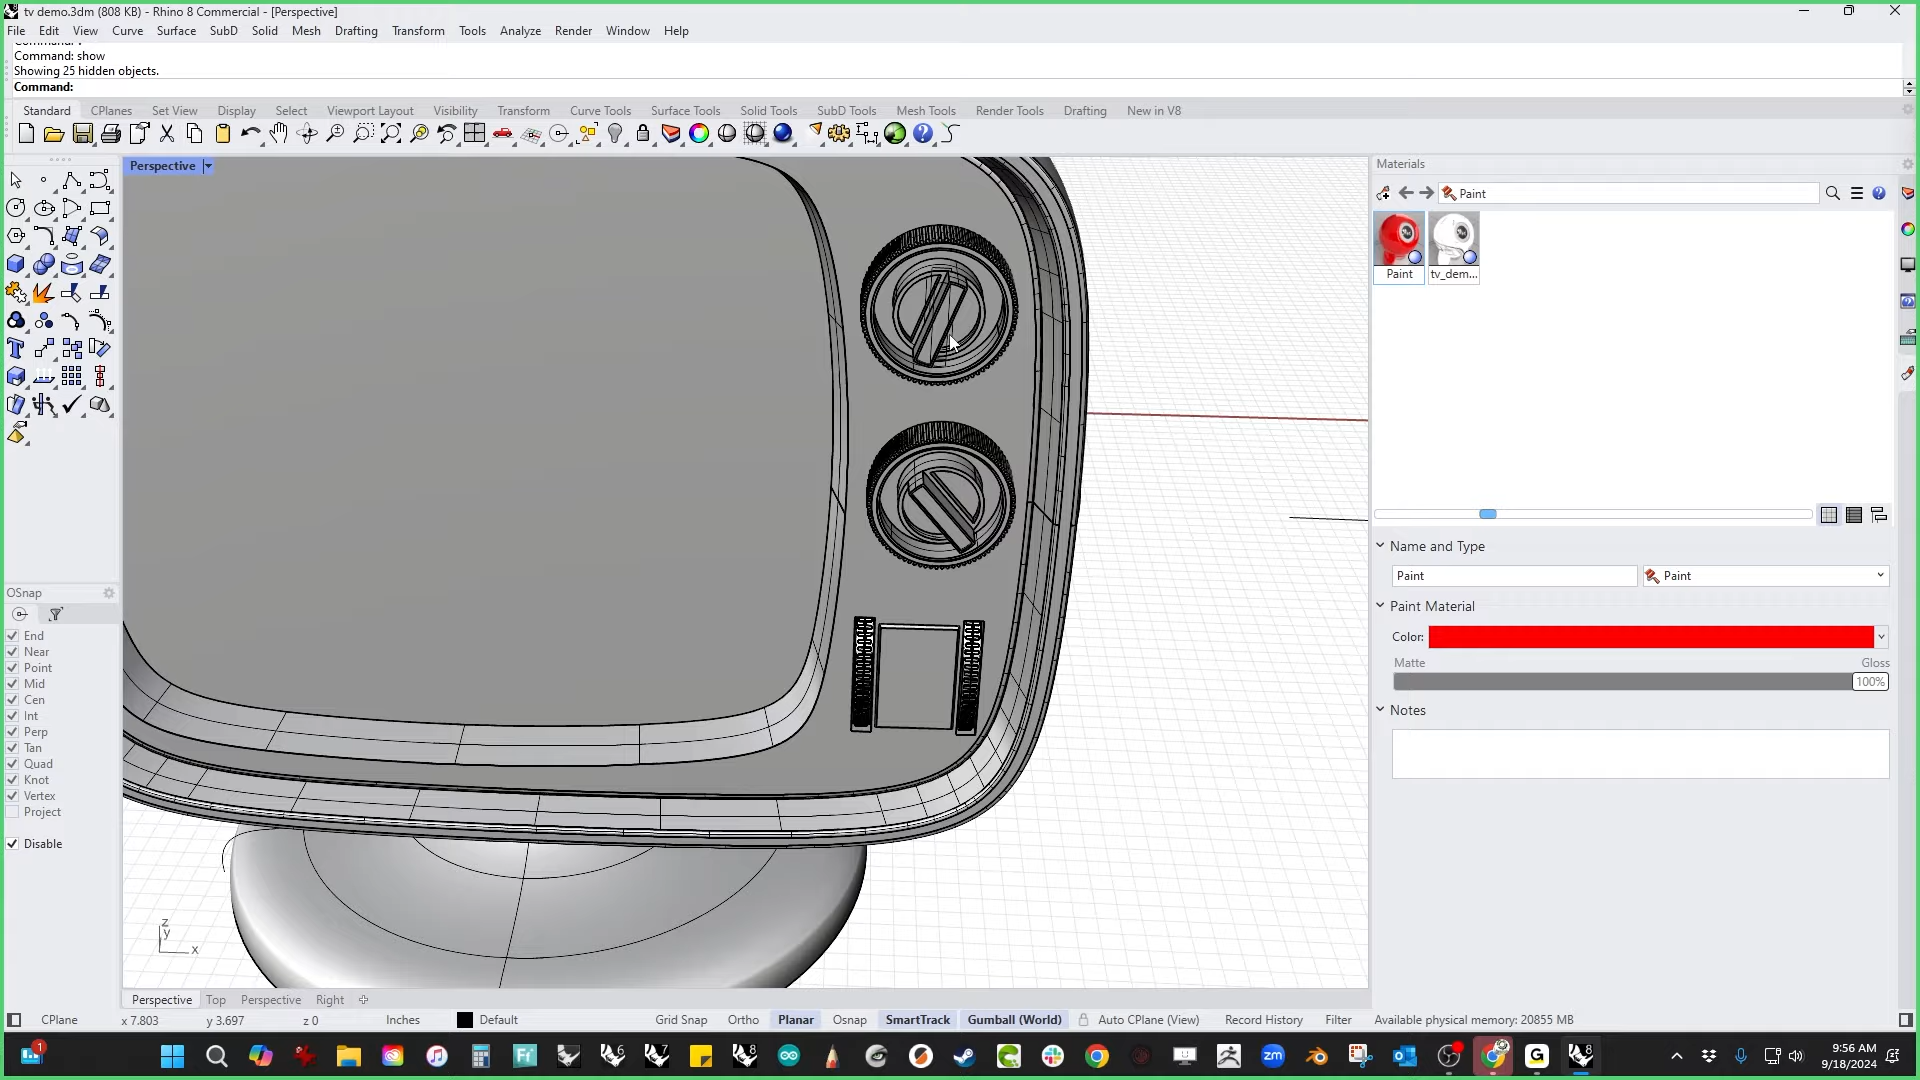 tv demo.3dm (808 KB) - Rhino 8 Commercial - [Perspective]
File Edit View Curve Surface SubD Solid Mesh Drafting Transform Tools Analyze Render Window Help
Command: show
Showing 25 hidden objects.
Command:
Standard CPlanes Set View Display Select Viewport Layout Visibility Transform Curve Tools Surface Tools Solid Tools SubD Tools Mesh Tools Render Tools Drafting New in V8
Perspective
Materials
Paint
Paint tv_dem...
Name and Type
Paint Paint
Paint Material
Color:
Matte Gloss
100%
Notes
OSnap
End
Near
Point
Mid
Cen
Int
Perp
Tan
Quad
Knot
Vertex
Project
Disable
z
y
x
Perspective Top Perspective Right
CPlane x 7.803 y 3.697 z 0 Inches Default Grid Snap Ortho Planar Osnap SmartTrack Gumball (World) Auto CPlane (View) Record History Filter Available physical memory: 20855 MB
9:56 AM
9/18/2024